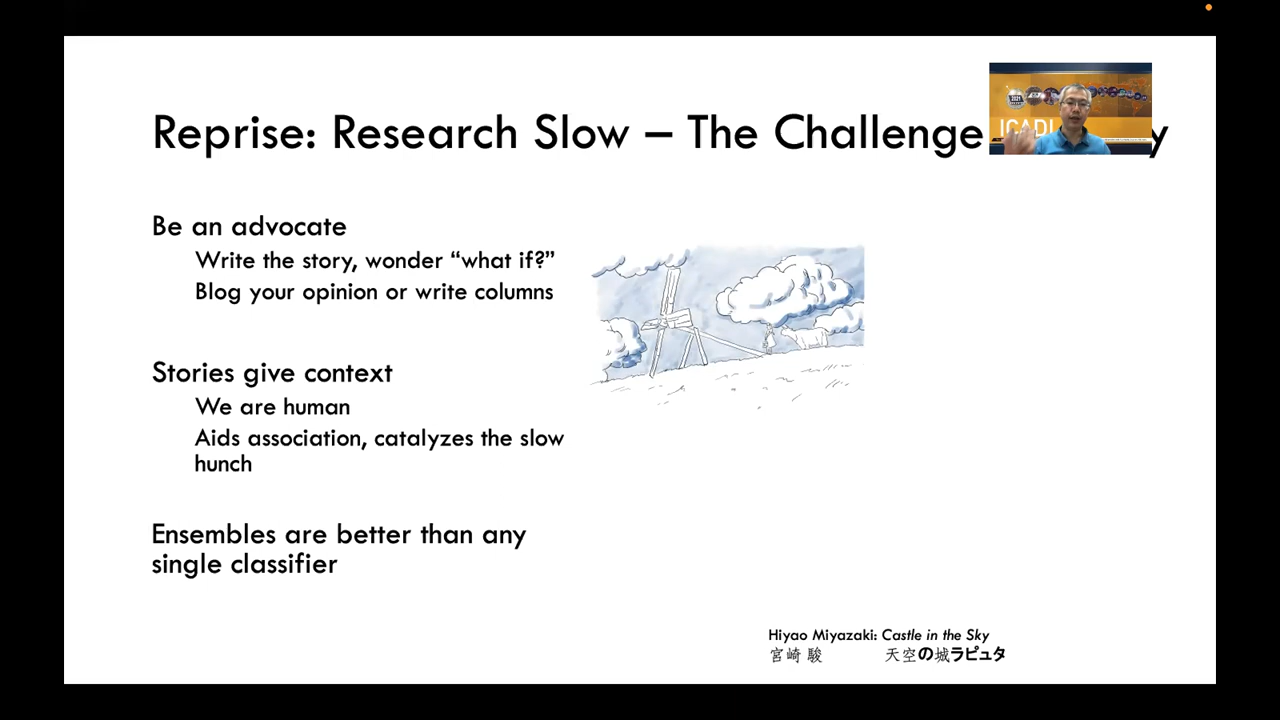 Reprise: Research Slow – The Challenge
Be an advocate
Write the story, wonder “what if?”
Blog your opinion or write columns
Stories give context
We are human
Aids association, catalyzes the slow
hunch
Ensembles are better than any
single classifier
Hiyao Miyazaki: Castle in the Sky
宮崎 駿 天空の城ラピュタ
2021
ICADL